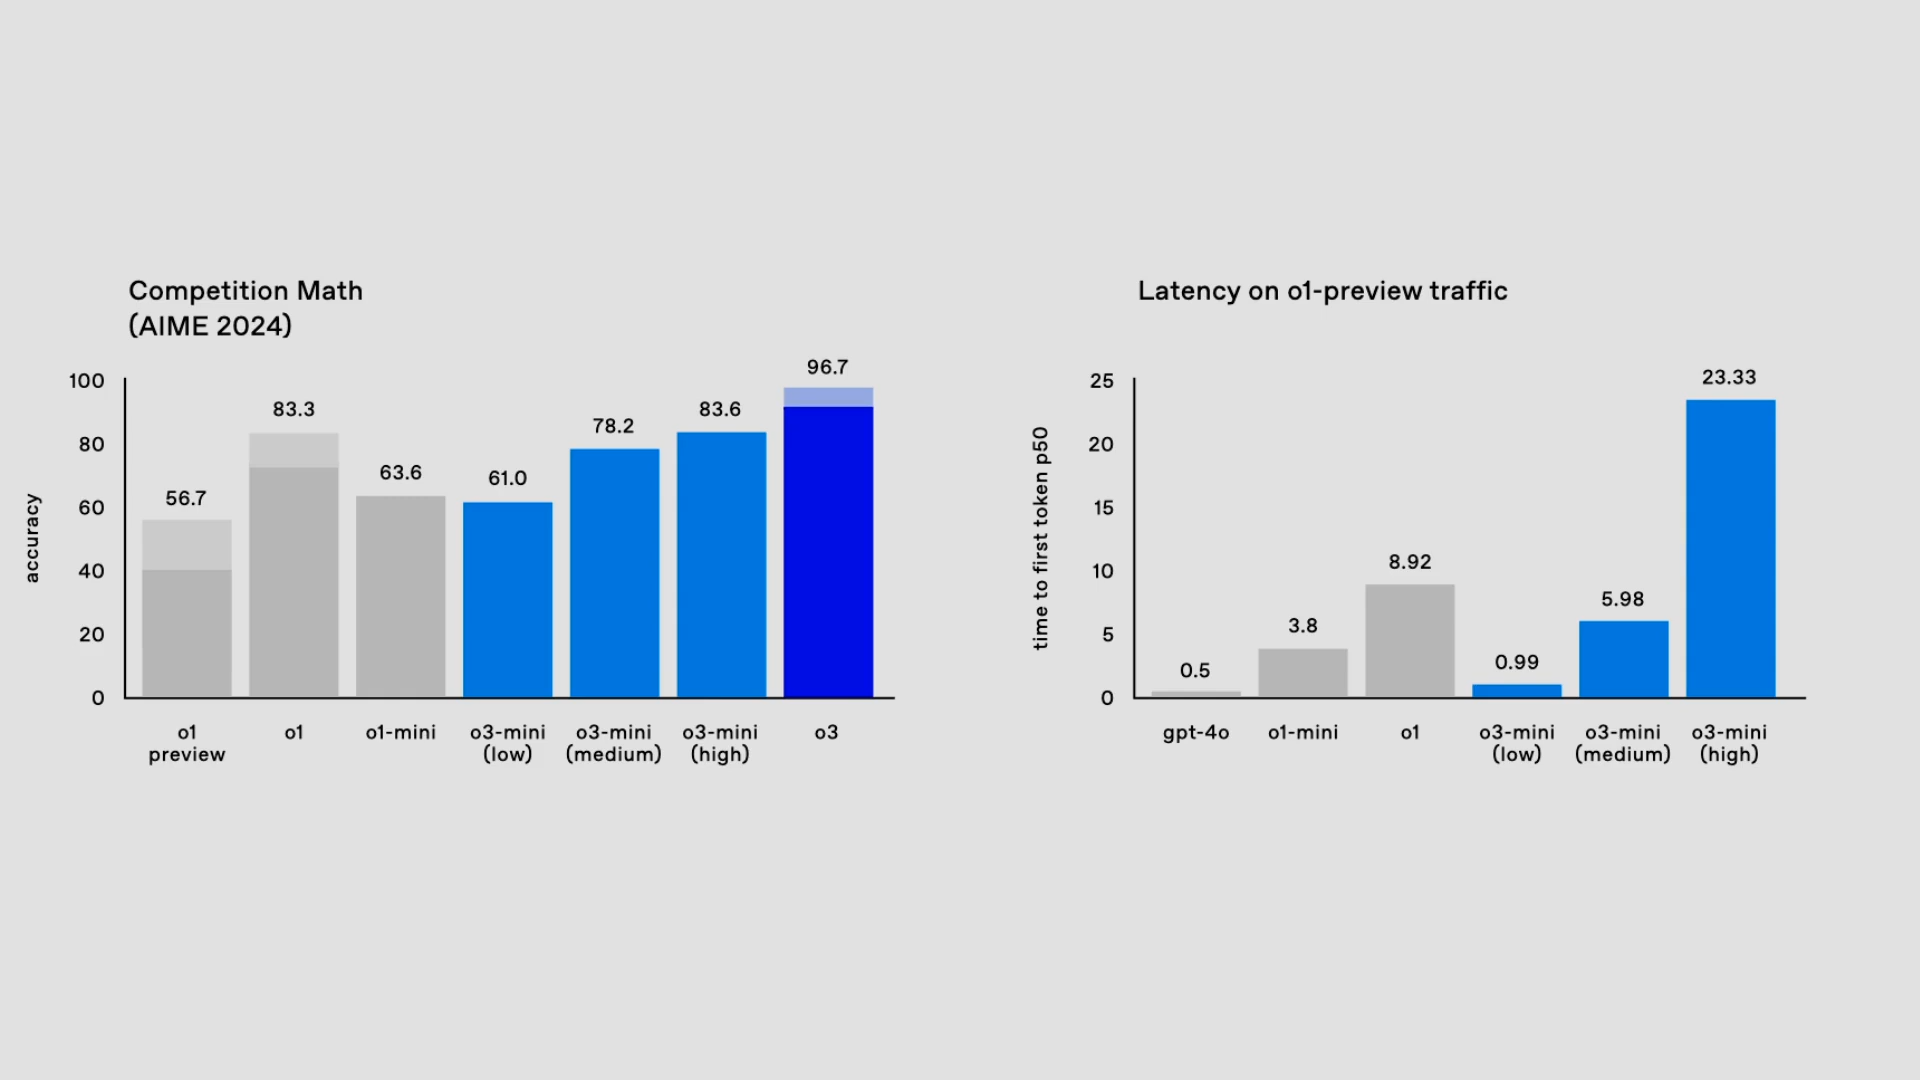 Competition Math
(AIME 2024)
accuracy
100
80
60
40
20
0
56.7
83.3
63.6
61.0
78.2
83.6
96.7
o1
preview
o1
o1-mini
o3-mini
(low)
o3-mini
(medium)
o3-mini
(high)
o3
Latency on o1-preview traffic
time to first token p50
25
20
15
10
5
0
0.5
3.8
8.92
0.99
5.98
23.33
gpt-4o
o1-mini
o1
o3-mini
(low)
o3-mini
(medium)
o3-mini
(high)